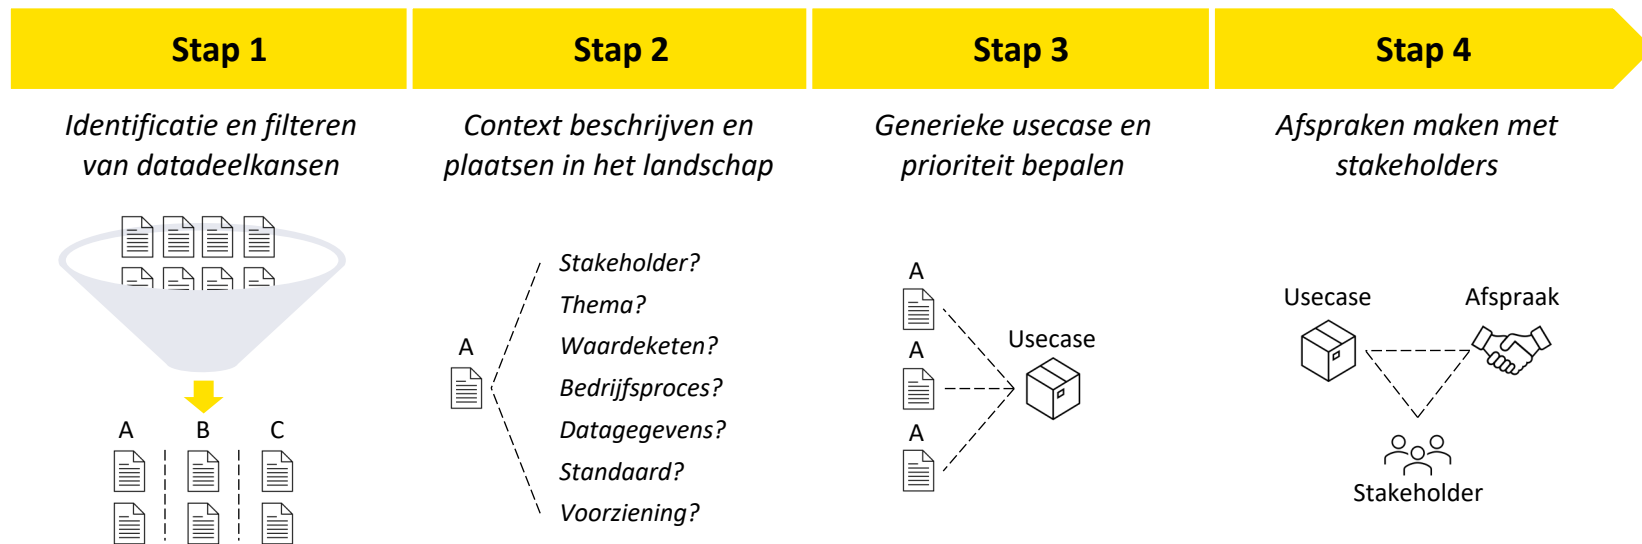 Stap 1
Stap 2
Stap 3
Stap 4
Identificatie en filteren
van datadeelkansen
Context beschrijven en
plaatsen in het landschap
Generieke usecase en
prioriteit bepalen
Afspraken maken met
stakeholders
A
B
C
A
Stakeholder?
Thema?
Waardeketen?
Bedrijfsproces?
Datagegevens?
Standaard?
Voorziening?
A
A
A
Usecase
Usecase
Afspraak
Stakeholder